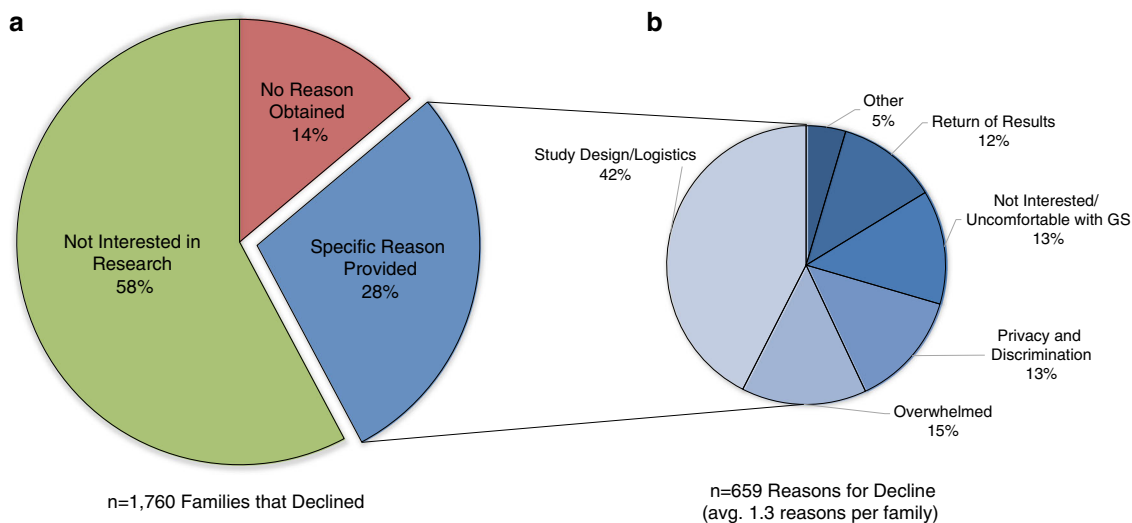 a
No Reason
Obtained
14%
Not Interested in
Research
58%
Specific Reason
Provided
28%
n=1,760 Families that Declined
b
Other
5%
Return of Results
12%
Study Design/Logistics
42%
Not Interested/
Uncomfortable with GS
13%
Privacy and
Discrimination
13%
Overwhelmed
15%
n=659 Reasons for Decline
(avg. 1.3 reasons per family)